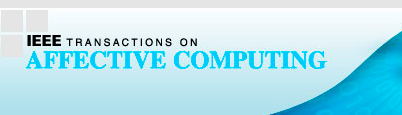 IEEE TRANSACTIONS ON
AFFECTIVE COMPUTING